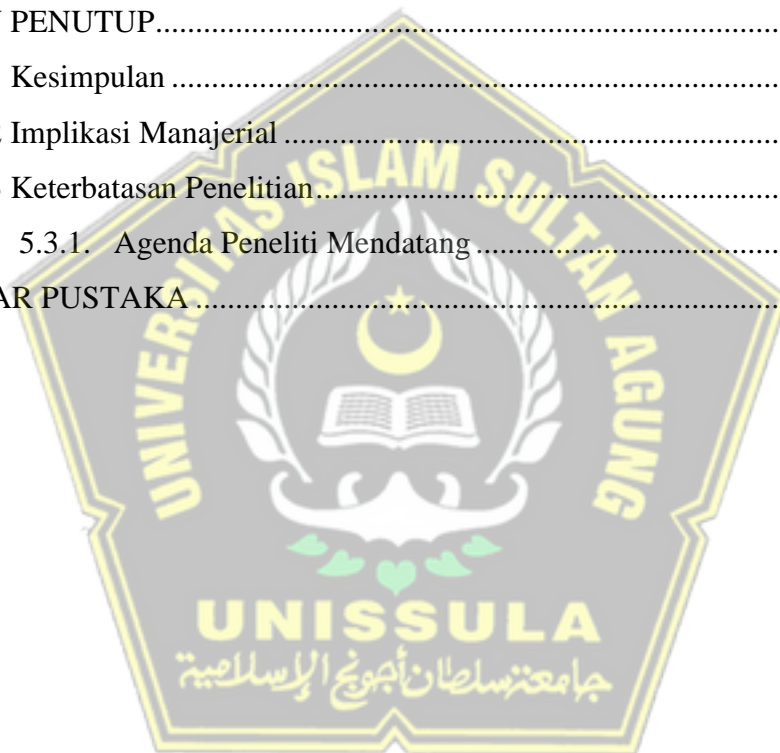 PENUTUP..................................................................................
Kesimpulan ................................................................................
Implikasi Manajerial ...............................................................
Keterbatasan Penelitian...........................................................
5.3.1. Agenda Peneliti Mendatang .......................................
AR PUSTAKA ...........................................................................
UNIVERSITAS ISLAM SULTAN AGUNG
UNISSULA
جامعة سلطان أجونج الإسلامية